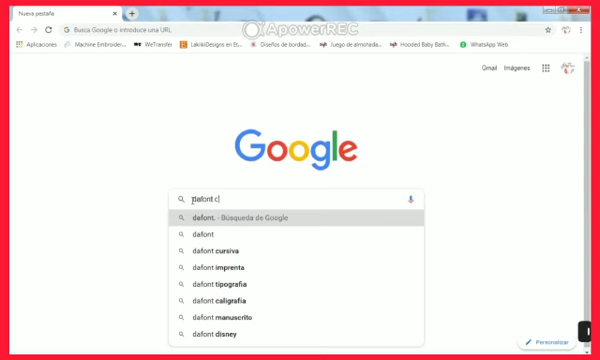 Nueva pestaña
Busca Google o introduce una URL
ApowerREC
Aplicaciones
Machine Embroider...
WeTransfer
LakiikiDesigns en Et...
Diseños de bordad...
Juego de almohada...
Hooded Baby Bath...
WhatsApp Web
Gmail
Imágenes
Google
dafont c
dafont. - Búsqueda de Google
dafont
dafont cursiva
dafont imprenta
dafont tipografia
dafont caligrafia
dafont manuscrito
dafont disney
Personalizar